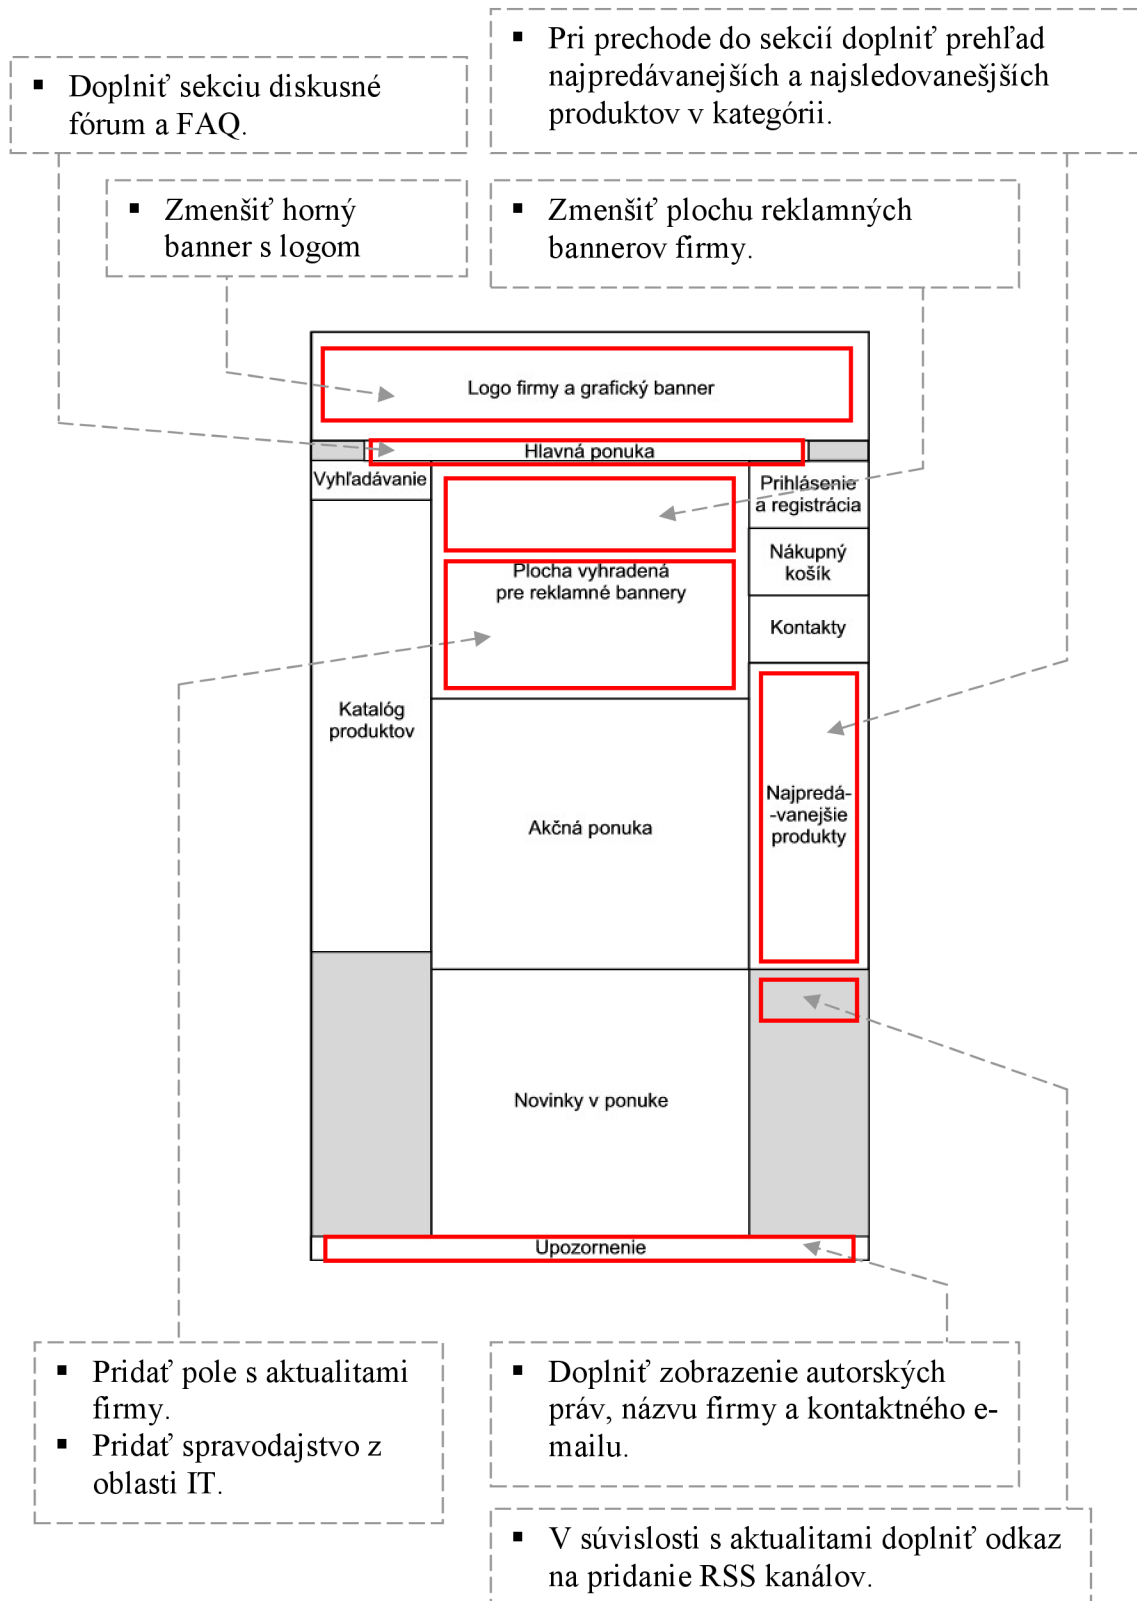 ▪ Pri prechode do sekcií doplniť prehľad
najpredávanejších a najsledovanešjších
produktov v kategórii.
▪ Doplniť sekciu diskusné
fórum a FAQ.
▪ Zmenšiť horný
banner s logom
▪ Zmenšiť plochu reklamných
bannerov firmy.
Logo firmy a grafický banner
Hlavná ponuka
Vyhľadávanie
Prihlásenie
a registrácia
Nákupný
košík
Plocha vyhradená
pre reklamné bannery
Kontakty
Katalóg
produktov
Akčná ponuka
Najpredá-
-vanejšie
produkty
Novinky v ponuke
Upozornenie
▪ Pridať pole s aktualitami
firmy.
▪ Pridať spravodajstvo z
oblasti IT.
▪ Doplniť zobrazenie autorských
práv, názvu firmy a kontaktného e-
mailu.
▪ V súvislosti s aktualitami doplniť odkaz
na pridanie RSS kanálov.